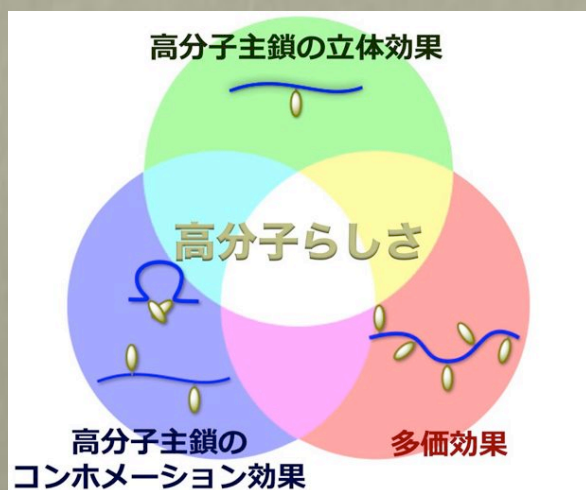 高分子主鎖の立体効果
高分子らしさ
高分子主鎖の
コンホメーション効果
多価効果